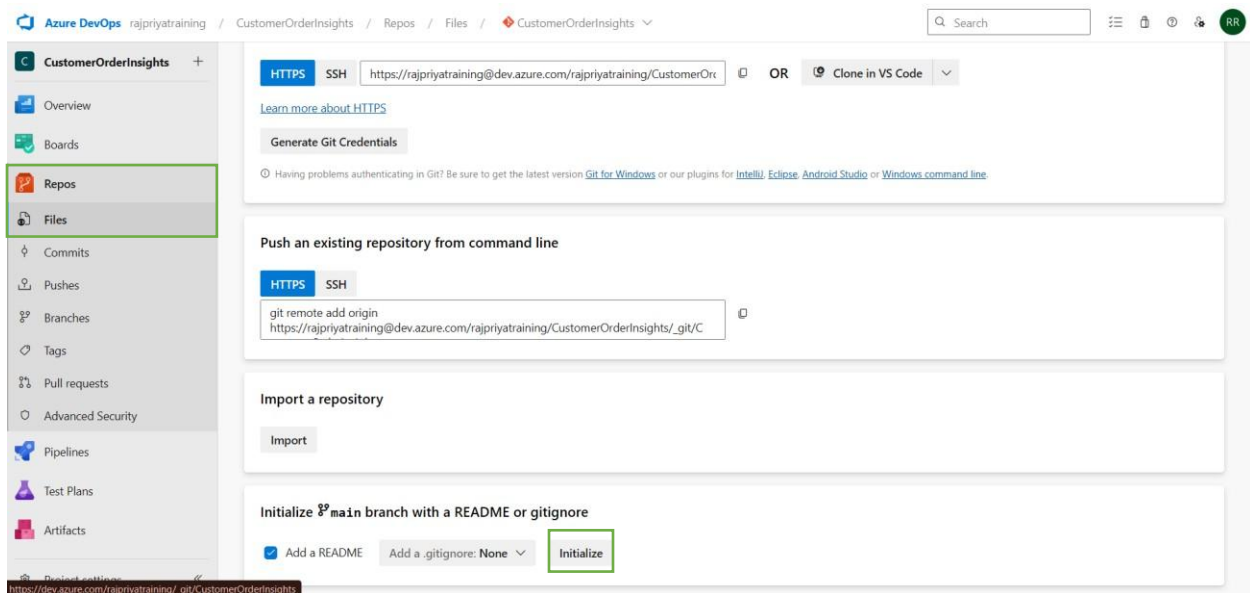 Azure DevOps rajpriyatraining / CustomerOrderInsights / Repos / Files / CustomerOrderInsights
Search
RR
C CustomerOrderInsights +
Overview
Boards
Repos
Files
Commits
Pushes
Branches
Tags
Pull requests
Advanced Security
Pipelines
Test Plans
Artifacts
Project settings
https://dev.azure.com/rajpriyatraining/_git/CustomerOrderInsights
HTTPS SSH https://rajpriyatraining@dev.azure.com/rajpriyatraining/CustomerOrc OR Clone in VS Code
Learn more about HTTPS
Generate Git Credentials
Having problems authenticating in Git? Be sure to get the latest version Git for Windows or our plugins for IntelliJ, Eclipse, Android Studio or Windows command line.
Push an existing repository from command line
HTTPS SSH
git remote add origin
https://rajpriyatraining@dev.azure.com/rajpriyatraining/CustomerOrderInsights/_git/C
Import a repository
Import
Initialize main branch with a README or gitignore
Add a README Add a .gitignore: None Initialize